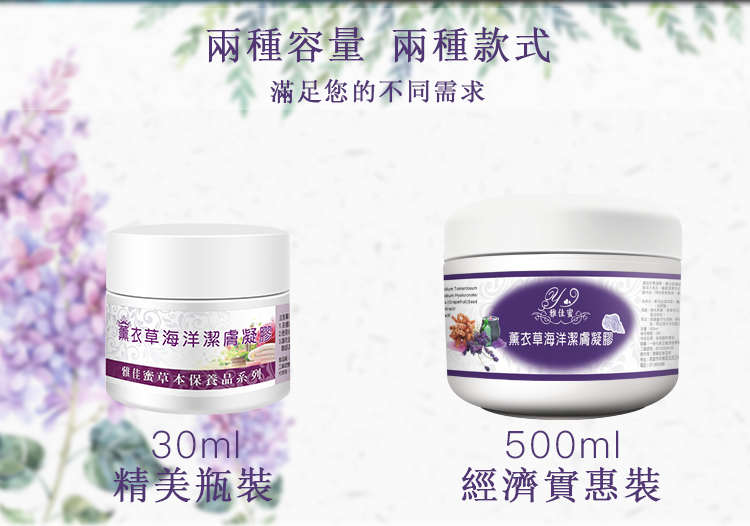 兩種容量 兩種款式
滿足您的不同需求
薰衣草海洋潔膚凝膠
雅佳蜜草本保養品系列
雅佳蜜
薰衣草海洋潔膚凝膠
30ml
精美瓶裝
500ml
經濟實惠裝